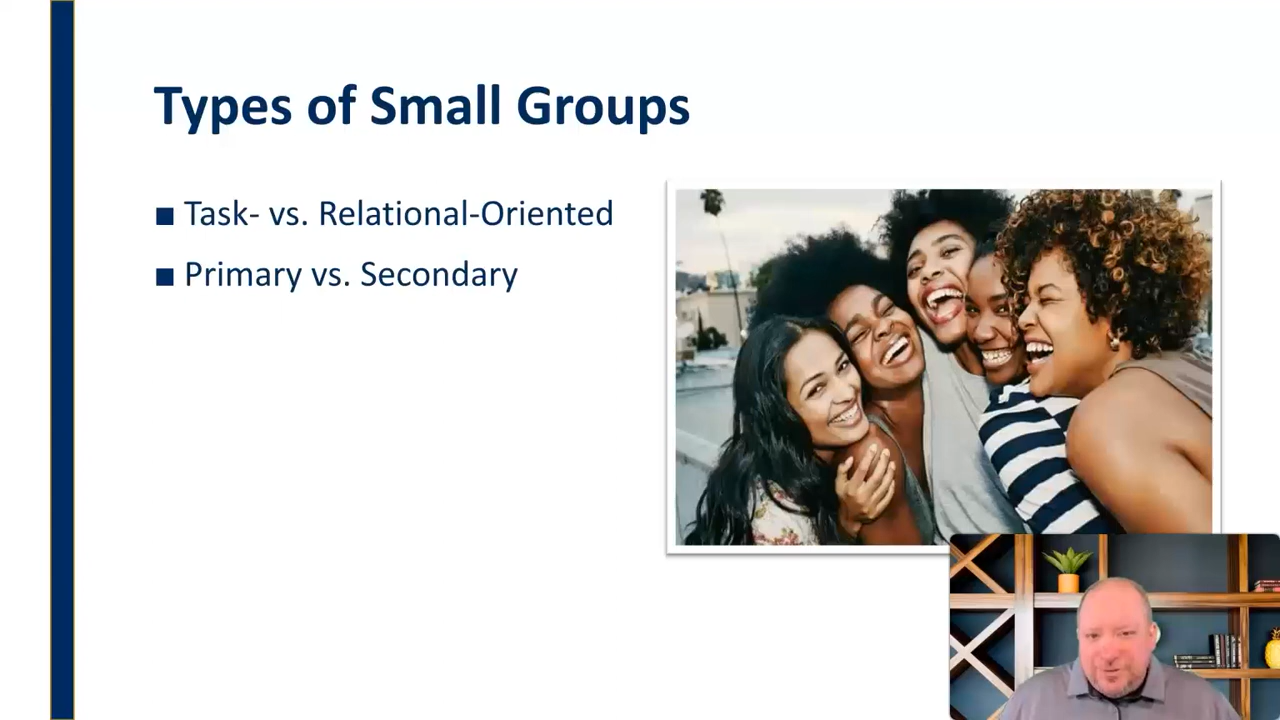 Types of Small Groups
■ Task- vs. Relational-Oriented
■ Primary vs. Secondary